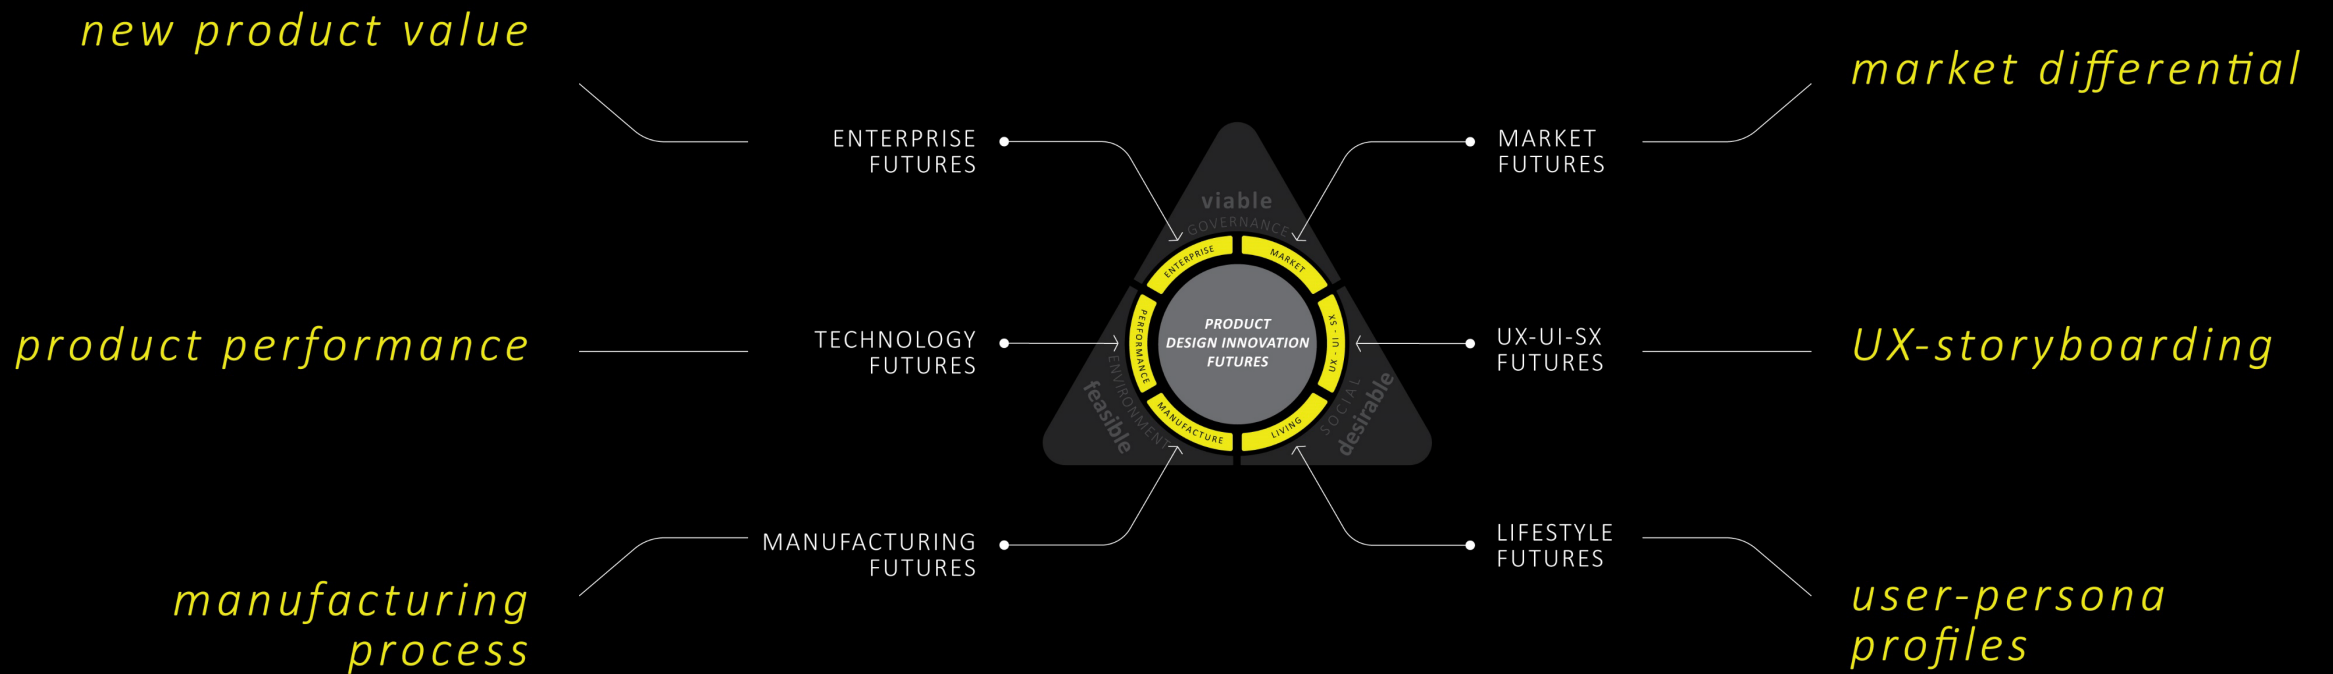 new product value
market differential
ENTERPRISE
FUTURES
MARKET
FUTURES
viable
GOVERNANCE
ENTERPRISE
MARKET
product performance
TECHNOLOGY
FUTURES
PERFORMANCE
PRODUCT
DESIGN INNOVATION
FUTURES
UX - UI - SX
UX-UI-SX
FUTURES
UX-storyboarding
feasible
ENVIRONMENT
MANUFACTURE
LIVING
SOCIAL
desirable
MANUFACTURING
FUTURES
LIFESTYLE
FUTURES
manufacturing
process
user-persona
profiles